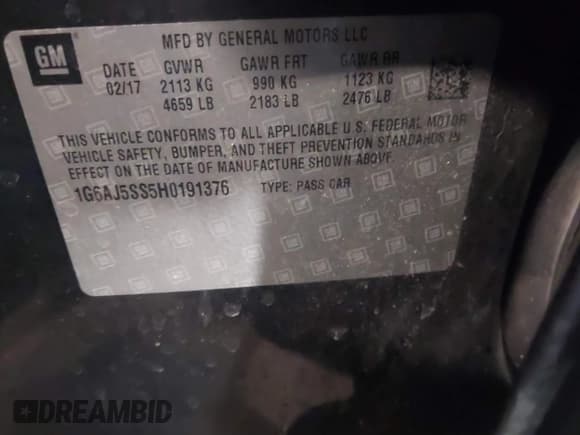 GM
MFD BY GENERAL MOTORS LLC
DATE GVWR GAWR FRT GAWR RR
02/17 2113 KG 990 KG 1123 KG
4659 LB 2183 LB 2476 LB
THIS VEHICLE CONFORMS TO ALL APPLICABLE U.S. FEDERAL MOTOR
VEHICLE SAFETY, BUMPER, AND THEFT PREVENTION STANDARDS IN
EFFECT ON THE DATE OF MANUFACTURE SHOWN ABOVE.
1G6AJ5SS5H0191376 TYPE: PASS CAR
DREAMBID